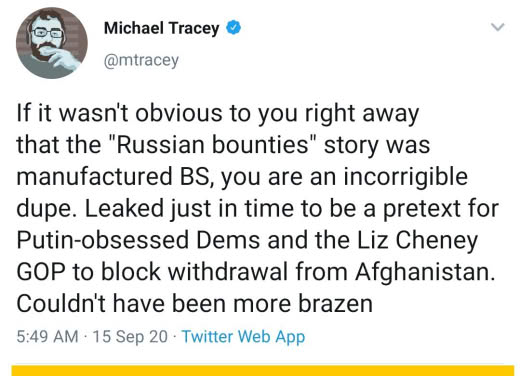 Michael Tracey
@mtracey
If it wasn't obvious to you right away
that the "Russian bounties" story was
manufactured BS, you are an incorrigible
dupe. Leaked just in time to be a pretext for
Putin-obsessed Dems and the Liz Cheney
GOP to block withdrawal from Afghanistan.
Couldn't have been more brazen
5:49 AM · 15 Sep 20 · Twitter Web App